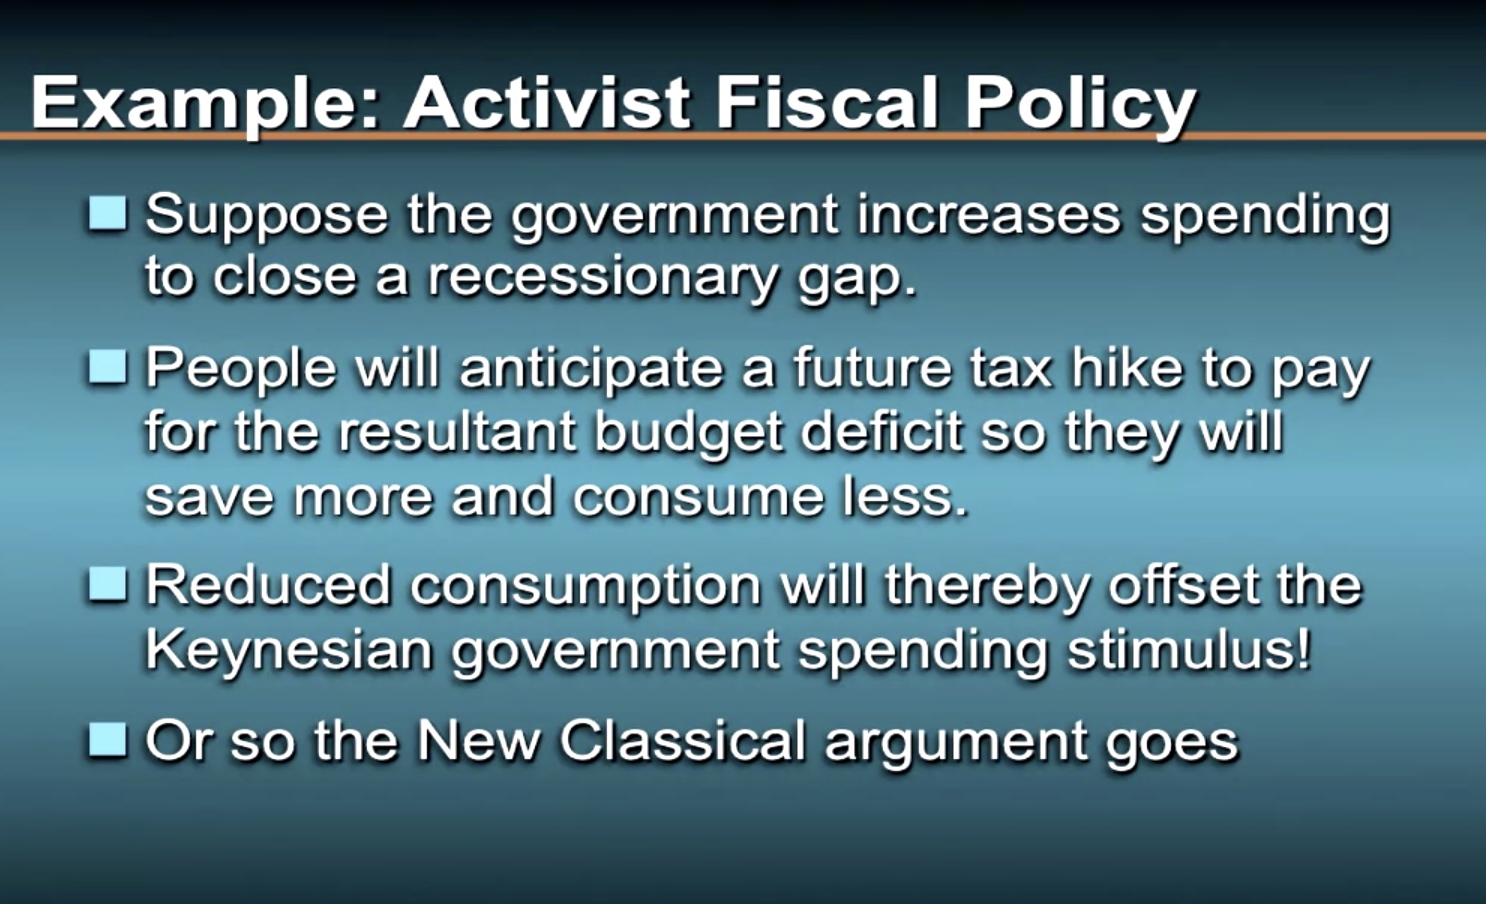 Example: Activist Fiscal Policy
Suppose the government increases spending
to close a recessionary gap.
People will anticipate a future tax hike to pay
for the resultant budget deficit so they will
save more and consume less.
Reduced consumption will thereby offset the
Keynesian government spending stimulus!
Or so the New Classical argument goes